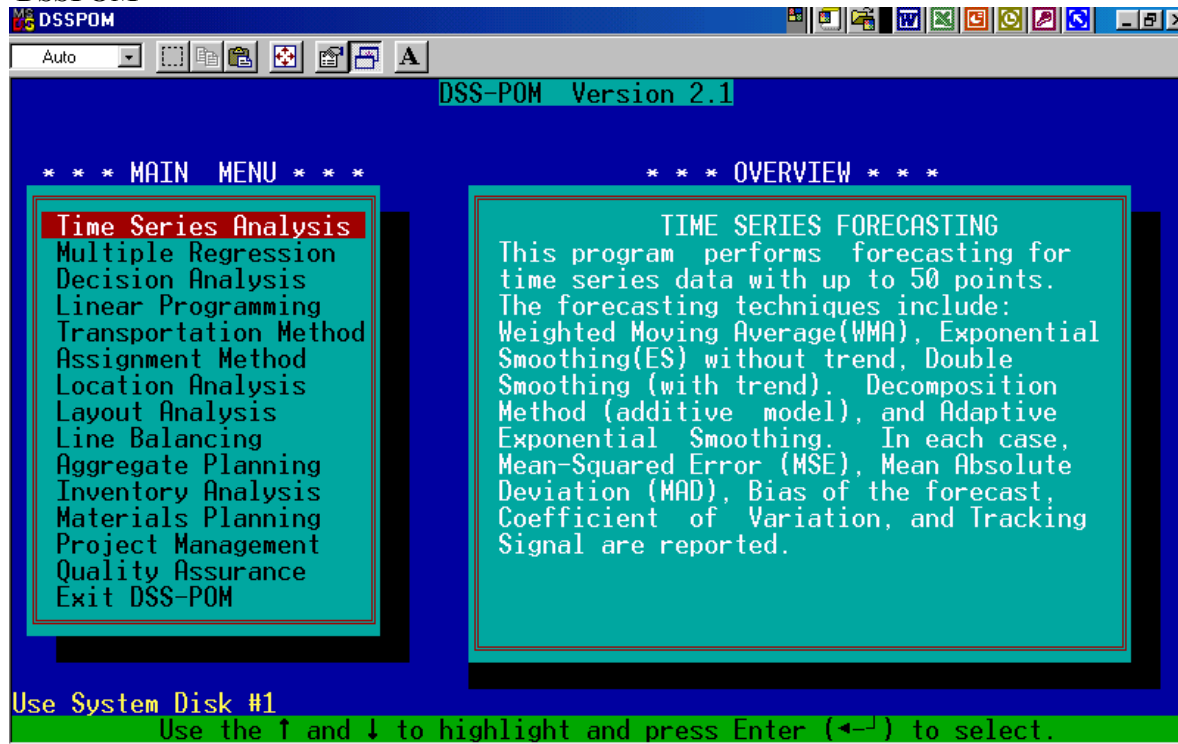 DSSPOM
DSSPOM
Auto
A
DSS-POM Version 2.1
* * * MAIN MENU * * *
Time Series Analysis
Multiple Regression
Decision Analysis
Linear Programming
Transportation Method
Assignment Method
Location Analysis
Layout Analysis
Line Balancing
Aggregate Planning
Inventory Analysis
Materials Planning
Project Management
Quality Assurance
Exit DSS-POM
* * * OVERVIEW * * *
TIME SERIES FORECASTING
This program performs forecasting for
time series data with up to 50 points.
The forecasting techniques include:
Weighted Moving Average(WMA), Exponential
Smoothing(ES) without trend, Double
Smoothing (with trend). Decomposition
Method (additive model), and Adaptive
Exponential Smoothing. In each case,
Mean-Squared Error (MSE), Mean Absolute
Deviation (MAD), Bias of the forecast,
Coefficient of Variation, and Tracking
Signal are reported.
Use System Disk #1
Use the ↑ and ↓ to highlight and press Enter (◄─┘) to select.